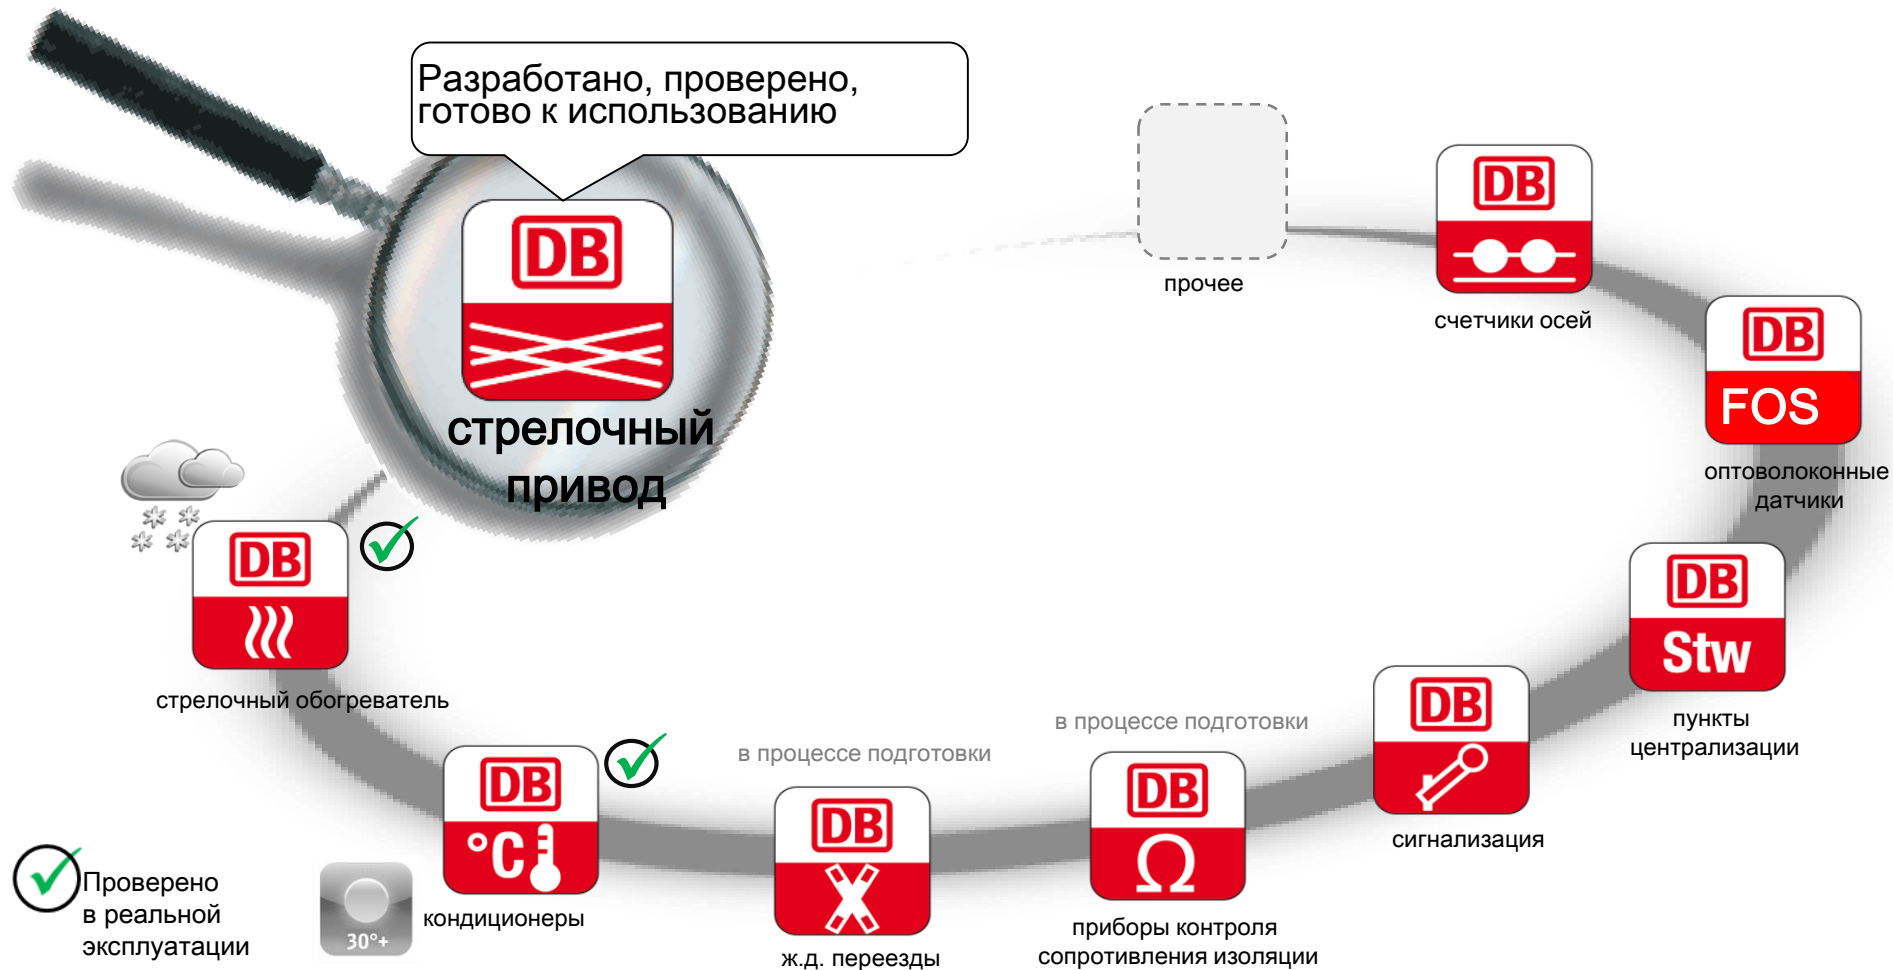 Разработано, проверено,
готово к использованию
DB
стрелочный
привод
прочее
DB
счетчики осей
DB
FOS
оптоволоконные
датчики
DB
Stw
пункты
централизации
DB
сигнализация
в процессе подготовки
DB
Ω
приборы контроля
сопротивления изоляции
в процессе подготовки
DB
ж.д. переезды
DB
°C
кондиционеры
30°+
DB
стрелочный обогреватель
Проверено
в реальной
эксплуатации